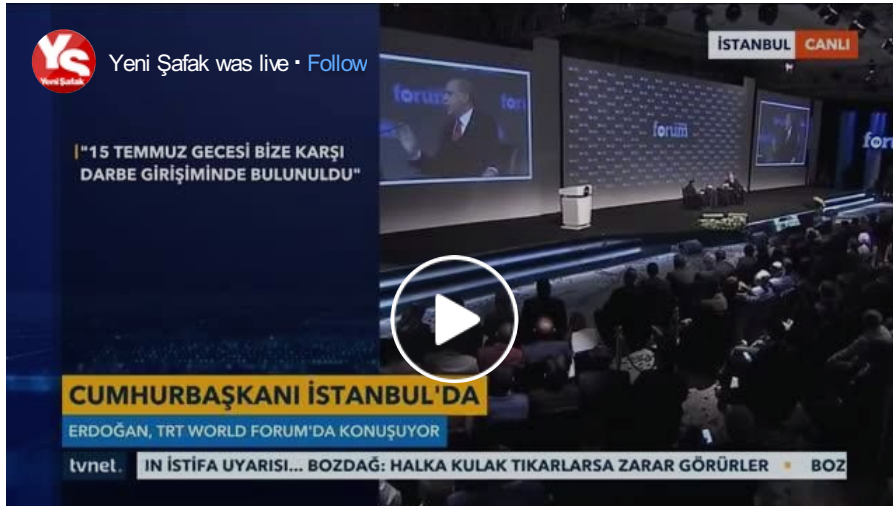 YS
Yeni Şafak
Yeni Şafak was live · Follow
İSTANBUL CANLI
"15 TEMMUZ GECESİ BİZE KARŞI
DARBE GİRİŞİMİNDE BULUNULDU"
forum
for
forum
for
CUMHURBAŞKANI İSTANBUL'DA
ERDOĞAN, TRT WORLD FORUM'DA KONUŞUYOR
tvnet. IN İSTİFA UYARISI... BOZDAĞ: HALKA KULAK TIKARLARSA ZARAR GÖRÜRLER ▪ BOZ